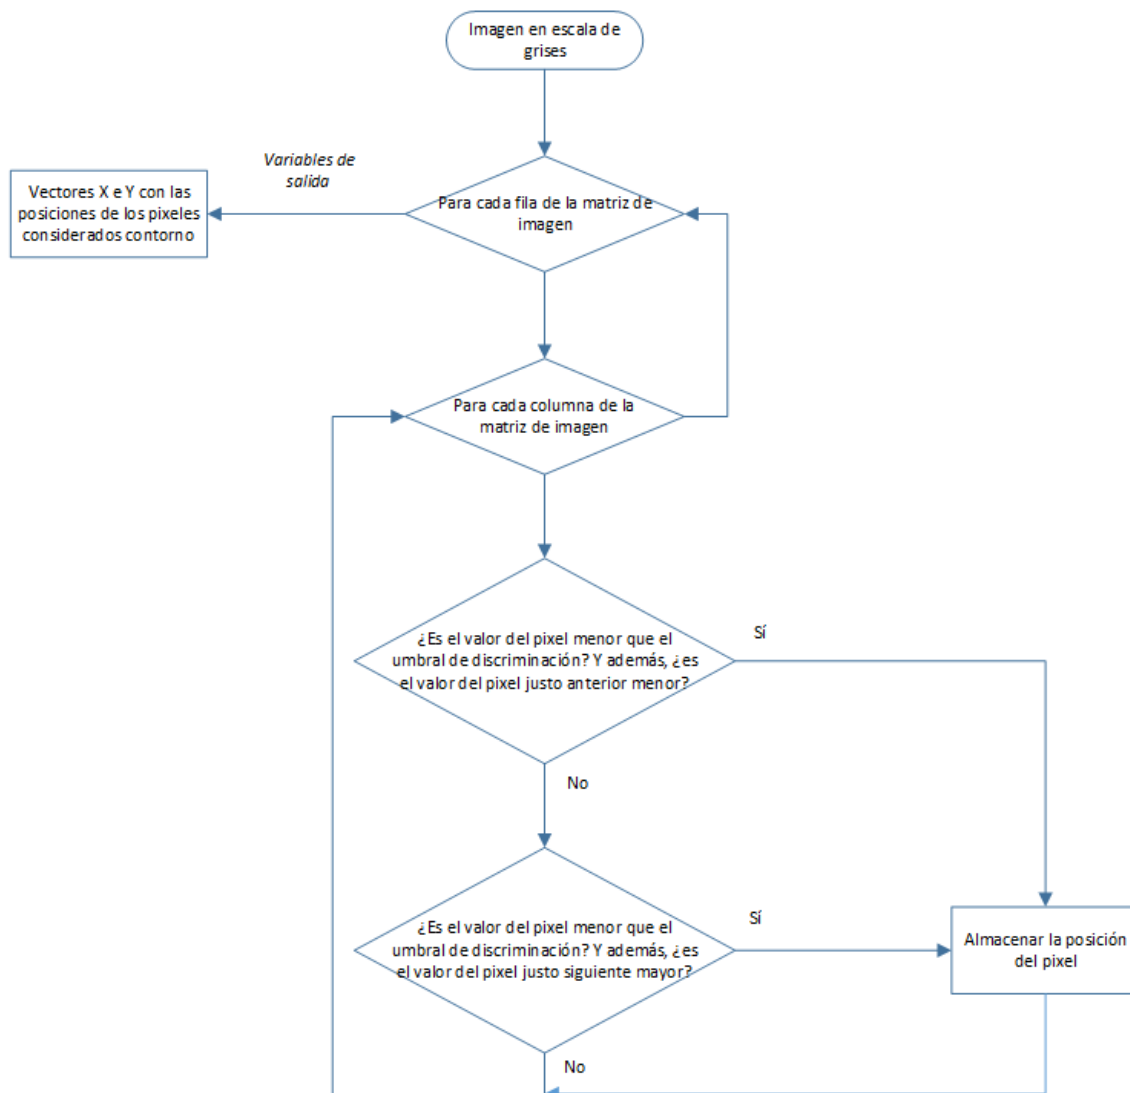 Imagen en escala de
grises
Variables de
salida
Vectores X e Y con las
posiciones de los pixeles
considerados contorno
Para cada fila de la matriz de
imagen
Para cada columna de la
matriz de imagen
¿Es el valor del pixel menor que el
umbral de discriminación? Y además, ¿es
el valor del pixel justo anterior menor?
Sí
No
¿Es el valor del pixel menor que el
umbral de discriminación? Y además, ¿es
el valor del pixel justo siguiente mayor?
Sí
Almacenar la posición
del pixel
No